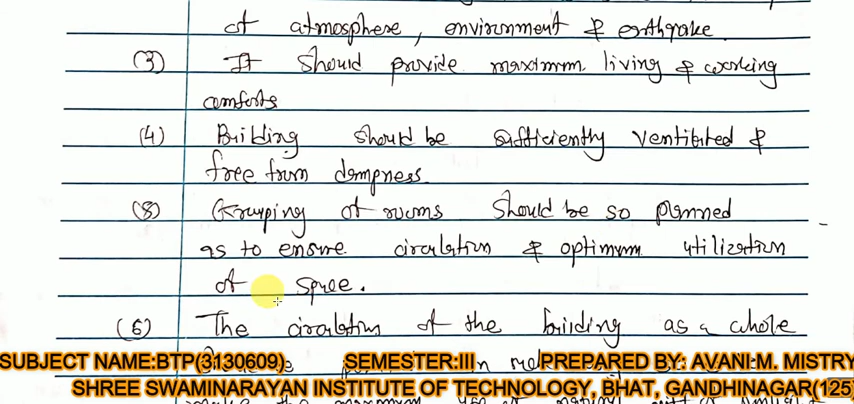 of atmosphere, environment & earthquake
(3) It should provide maximum living & working
comforts
(4) Building should be sufficiently ventilated &
free from dampness.
(5) Grouping of rooms should be so planned
as to ensure circulation & optimum utilization
of space.
(6) The circulation of the building as a whole
SUBJECT NAME:BTP(3130609): SEMESTER:III PREPARED BY: AVANI M. MISTRY
SHREE SWAMINARAYAN INSTITUTE OF TECHNOLOGY, BHAT, GANDHINAGAR(125)